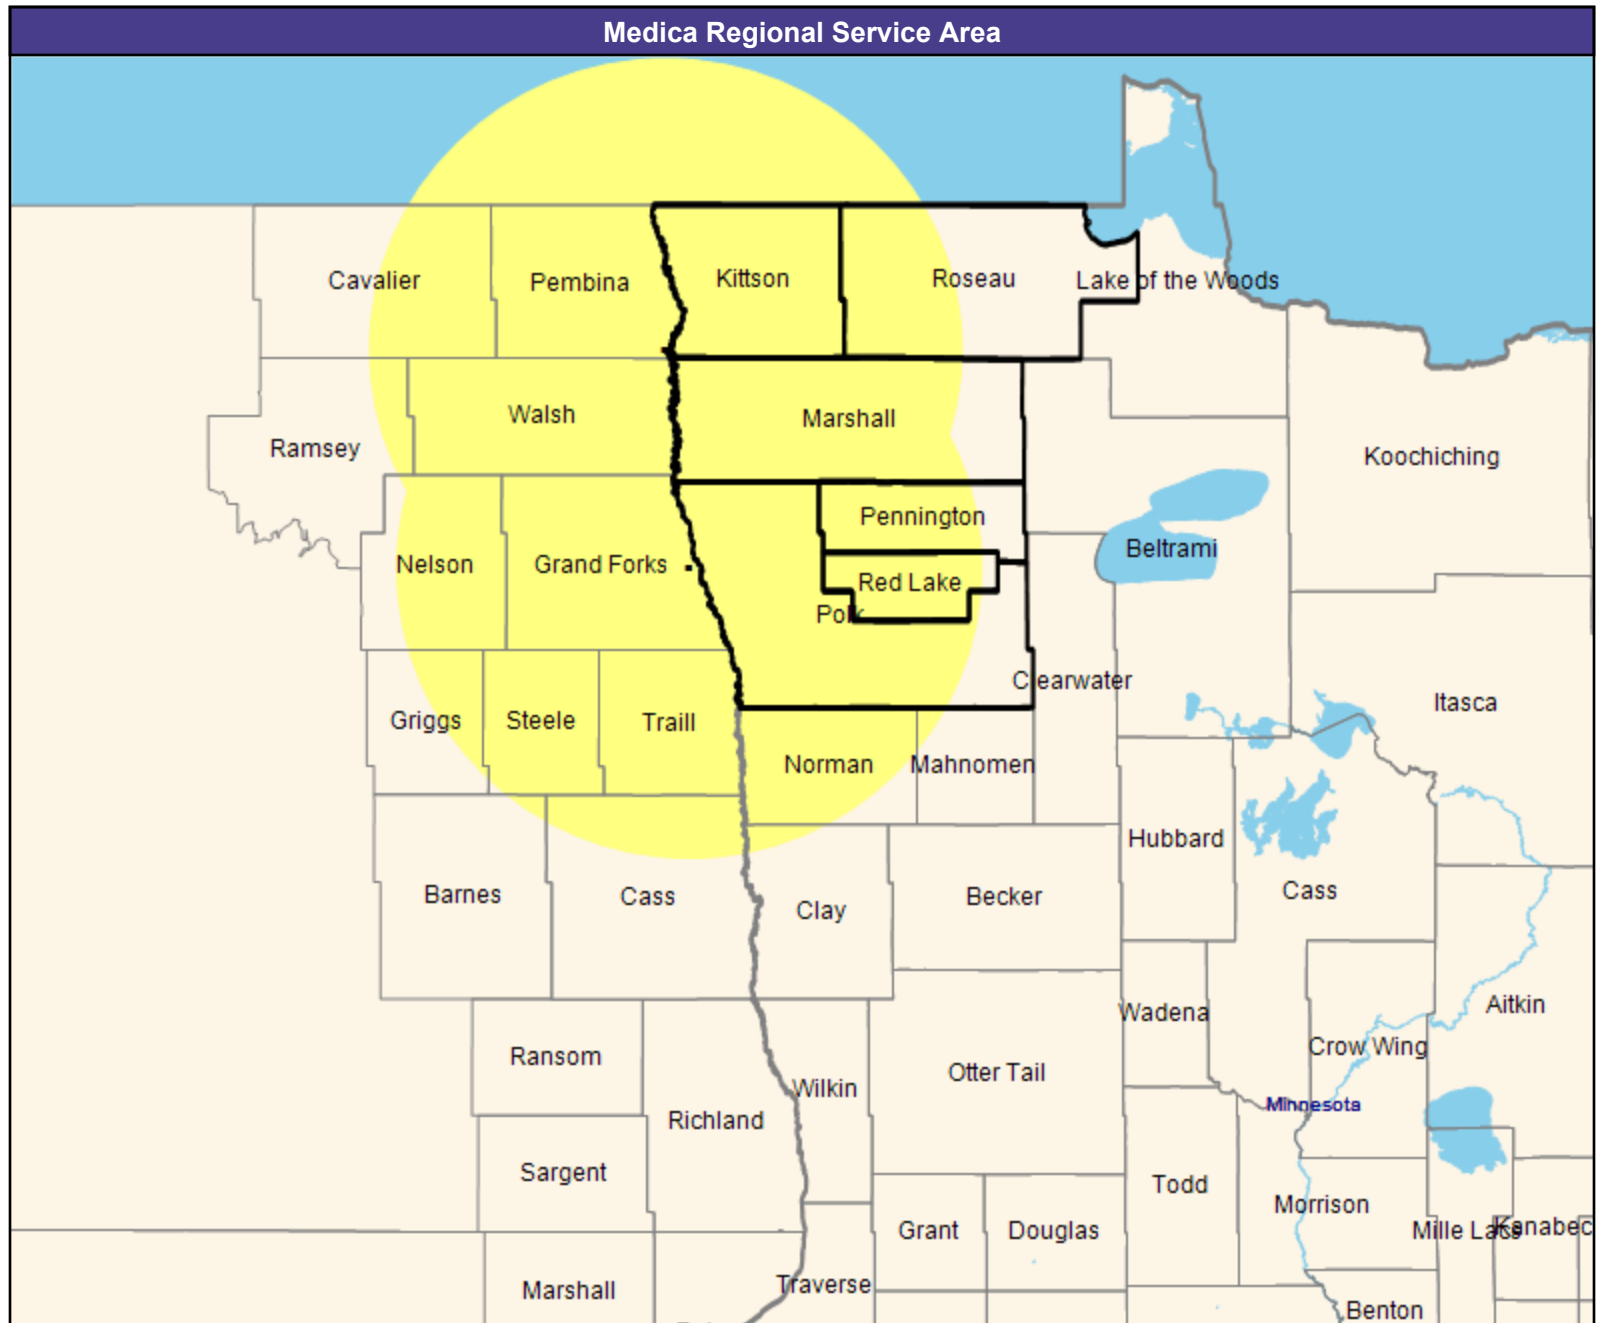 Medica Regional Service Area
Cavalier
Pembina
Kittson
Roseau
Lake of the Woods
Walsh
Marshall
Ramsey
Koochiching
Pennington
Nelson
Grand Forks
Beltrami
Red Lake
Polk
Clearwater
Itasca
Griggs
Steele
Traill
Norman
Mahnomen
Hubbard
Barnes
Cass
Clay
Becker
Cass
Wadena
Aitkin
Ransom
Crow Wing
Otter Tail
Wilkin
Minnesota
Richland
Sargent
Todd
Morrison
Grant
Douglas
Mille Lacs
Kanabec
Marshall
Traverse
Benton